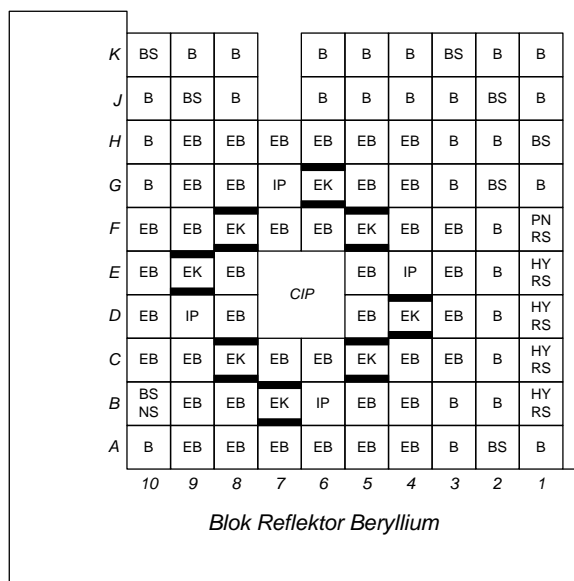 K BS B B B B B BS B B
J B BS B B B B B BS B
H B EB EB EB EB EB EB B B BS
G B EB EB IP EK EB EB B BS B
F EB EB EK EB EB EK EB EB B PN
RS
E EB EK EB EB IP EB B HY
RS
CIP
D EB IP EB EB EK EB B HY
RS
C EB EB EK EB EB EK EB EB B HY
RS
B BS EB EB EK IP EB EB B B HY
NS RS
A B EB EB EB EB EB EB B BS B
10 9 8 7 6 5 4 3 2 1
Blok Reflektor Beryllium